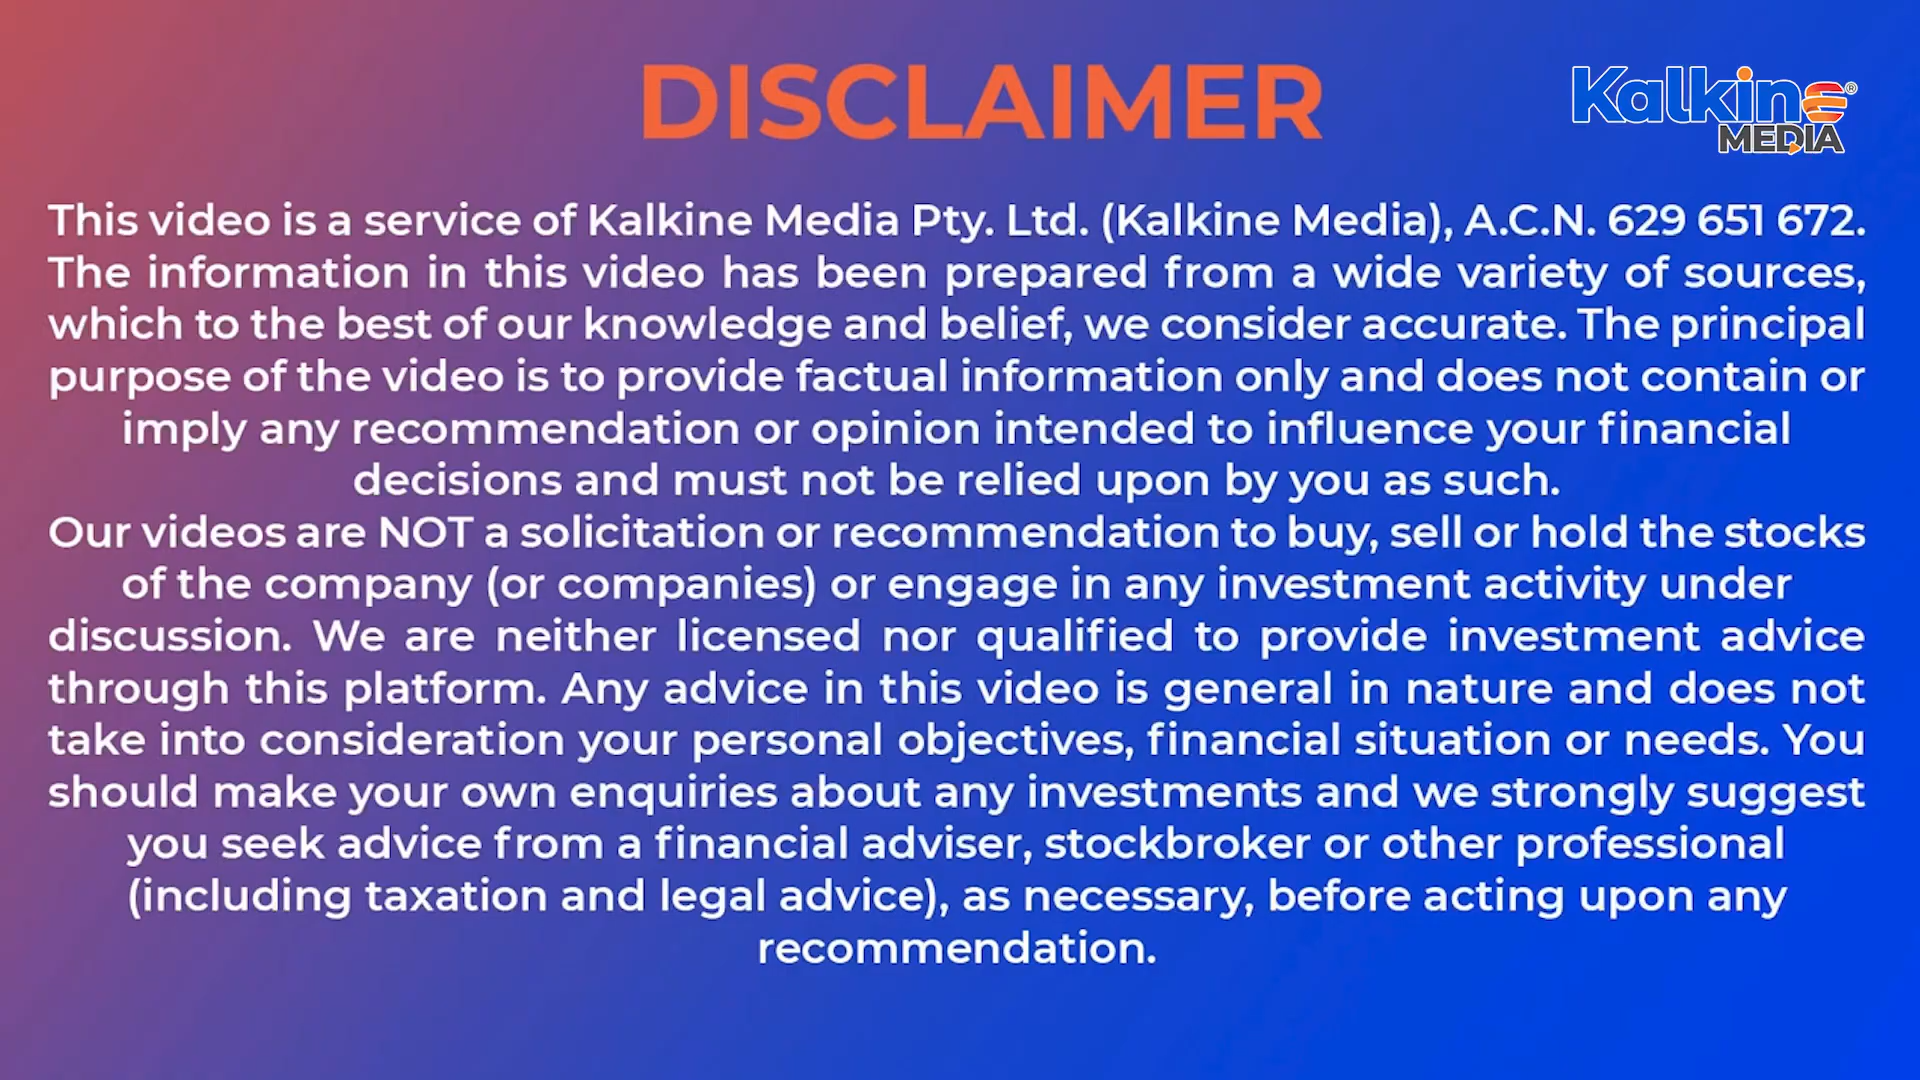 DISCLAIMER
Kalkine®
MEDIA
This video is a service of Kalkine Media Pty. Ltd. (Kalkine Media), A.C.N. 629 651 672.
The information in this video has been prepared from a wide variety of sources,
which to the best of our knowledge and belief, we consider accurate. The principal
purpose of the video is to provide factual information only and does not contain or
imply any recommendation or opinion intended to influence your financial
decisions and must not be relied upon by you as such.
Our videos are NOT a solicitation or recommendation to buy, sell or hold the stocks
of the company (or companies) or engage in any investment activity under
discussion. We are neither licensed nor qualified to provide investment advice
through this platform. Any advice in this video is general in nature and does not
take into consideration your personal objectives, financial situation or needs. You
should make your own enquiries about any investments and we strongly suggest
you seek advice from a financial adviser, stockbroker or other professional
(including taxation and legal advice), as necessary, before acting upon any
recommendation.